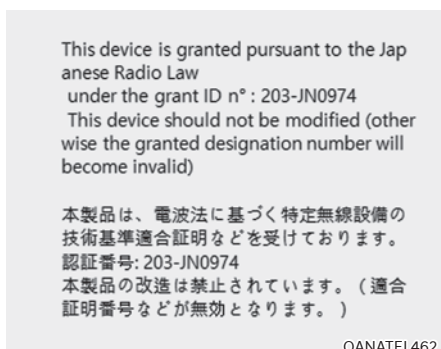 This device is granted pursuant to the Jap
anese Radio Law
under the grant ID n° : 203-JN0974
This device should not be modified (other
wise the granted designation number will
become invalid)
本製品は、電波法に基づく特定無線設備の
技術基準適合証明などを受けております。
認証番号: 203-JN0974
本製品の改造は禁止されています。(適合
証明番号などが無効となります。)
OANATEL462